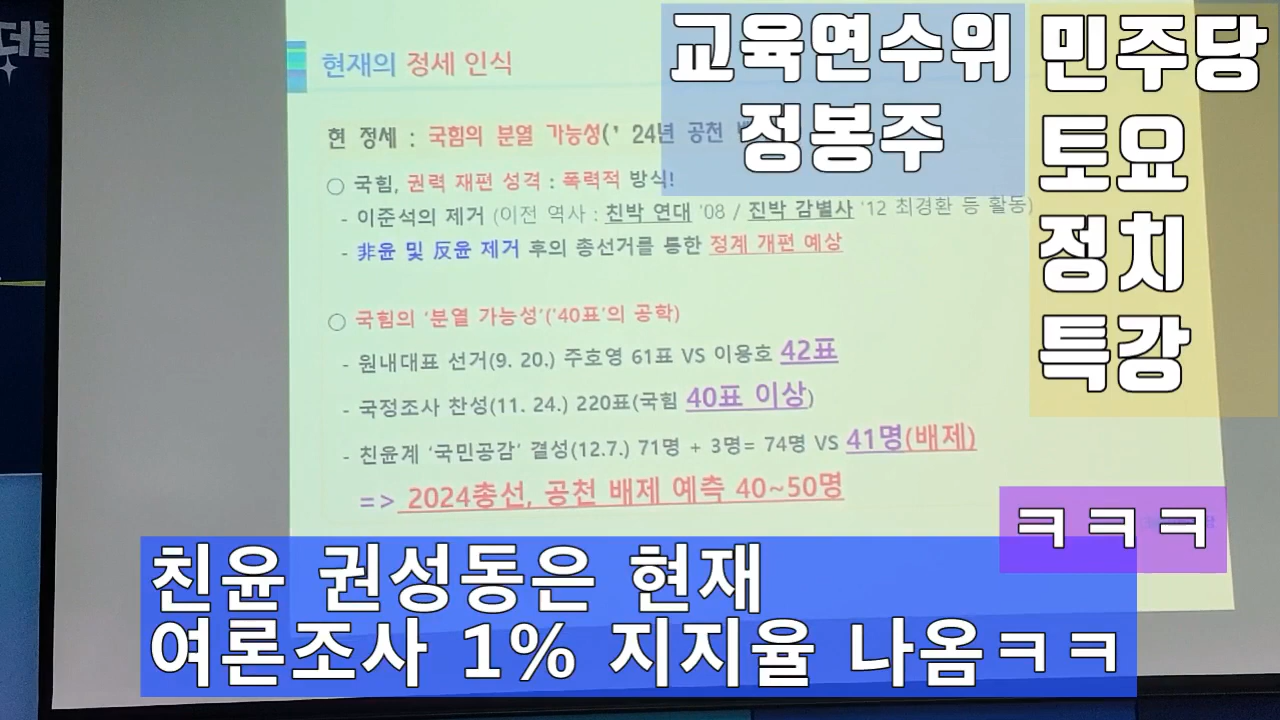 더블
현재의 정세 인식
교육연수위
정봉주
민주당
토요
정치
특강
현 정세 : 국힘의 분열 가능성(' 24년 공천
○ 국힘, 권력 재편 성격 : 폭력적 방식!
- 이준석의 제거 (이전 역사 : 친박 연대 '08 / 진박 감별사 '12 최경환 등 활동)
- 非윤 및 反윤 제거 후의 총선거를 통한 정계 개편 예상
○ 국힘의 '분열 가능성'('40표'의 공학)
- 원내대표 선거(9. 20.) 주호영 61표 VS 이용호 42표
- 국정조사 찬성(11. 24.) 220표(국힘 40표 이상)
- 친윤계 '국민공감' 결성(12.7.) 71명 + 3명= 74명 VS 41명(배제)
=> 2024총선, 공천 배제 예측 40~50명
ㅋㅋㅋ
친윤 권성동은 현재
여론조사 1% 지지율 나옴ㅋㅋ